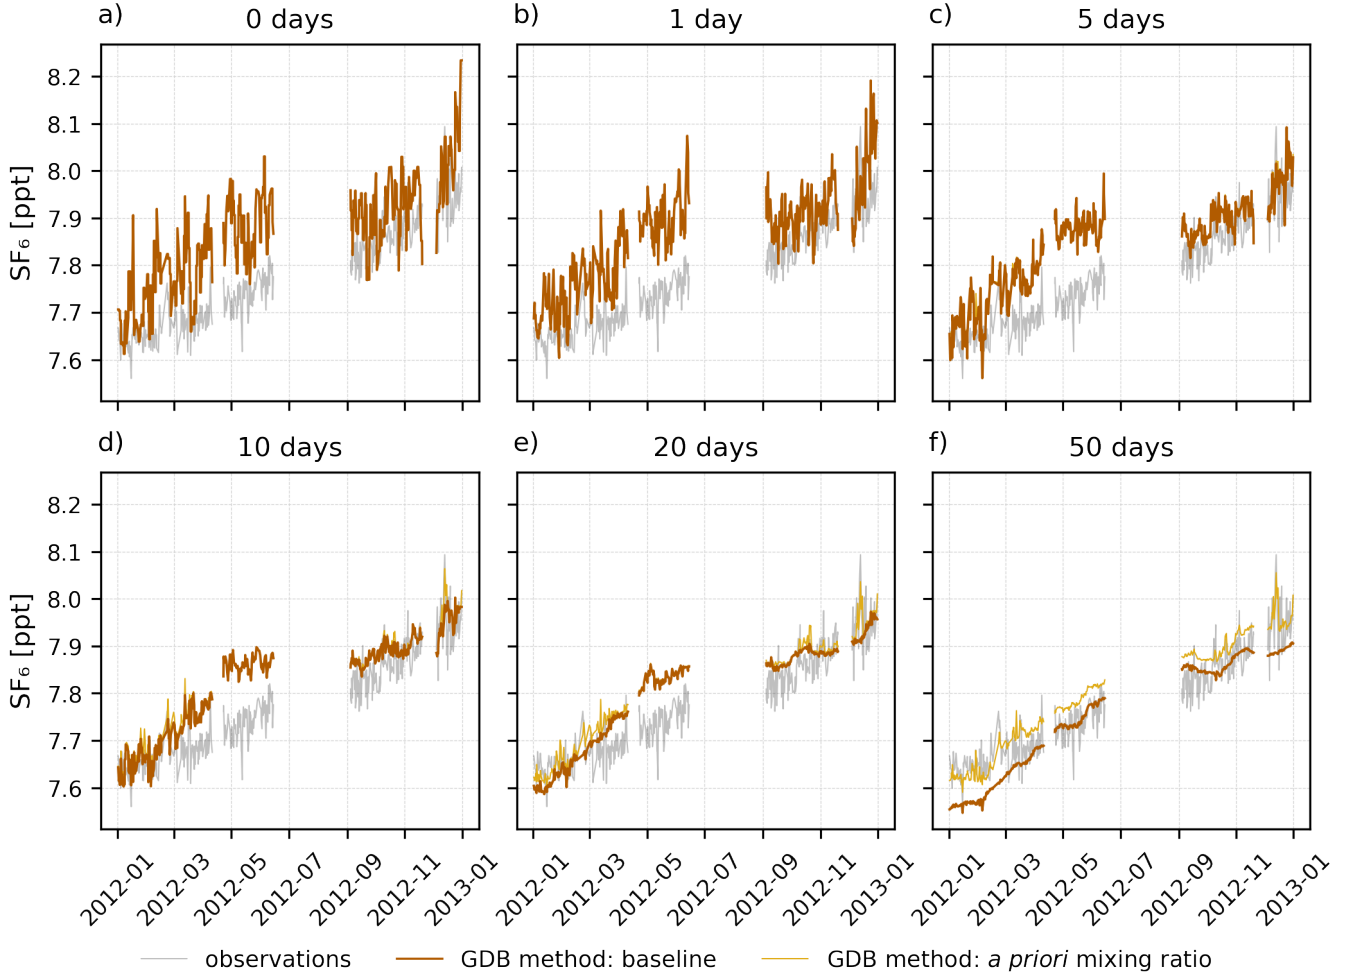 a) 0 days
b) 1 day
c) 5 days
SF₆ [ppt]
8.2
8.1
8.0
7.9
7.8
7.7
7.6
d) 10 days
e) 20 days
f) 50 days
SF₆ [ppt]
8.2
8.1
8.0
7.9
7.8
7.7
7.6
2012-01 2012-03 2012-05 2012-07 2012-09 2012-11 2013-01
2012-01 2012-03 2012-05 2012-07 2012-09 2012-11 2013-01
2012-01 2012-03 2012-05 2012-07 2012-09 2012-11 2013-01
observations GDB method: baseline GDB method: a priori mixing ratio